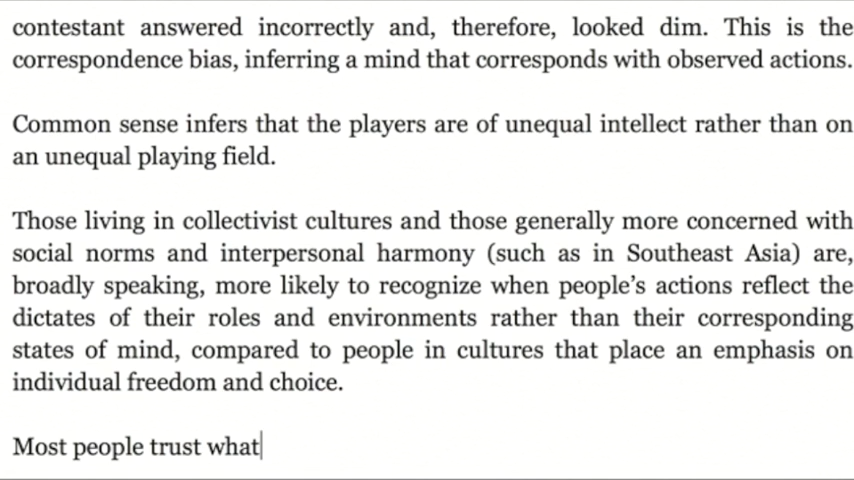 contestant answered incorrectly and, therefore, looked dim. This is the
correspondence bias, inferring a mind that corresponds with observed actions.
Common sense infers that the players are of unequal intellect rather than on
an unequal playing field.
Those living in collectivist cultures and those generally more concerned with
social norms and interpersonal harmony (such as in Southeast Asia) are,
broadly speaking, more likely to recognize when people’s actions reflect the
dictates of their roles and environments rather than their corresponding
states of mind, compared to people in cultures that place an emphasis on
individual freedom and choice.
Most people trust what